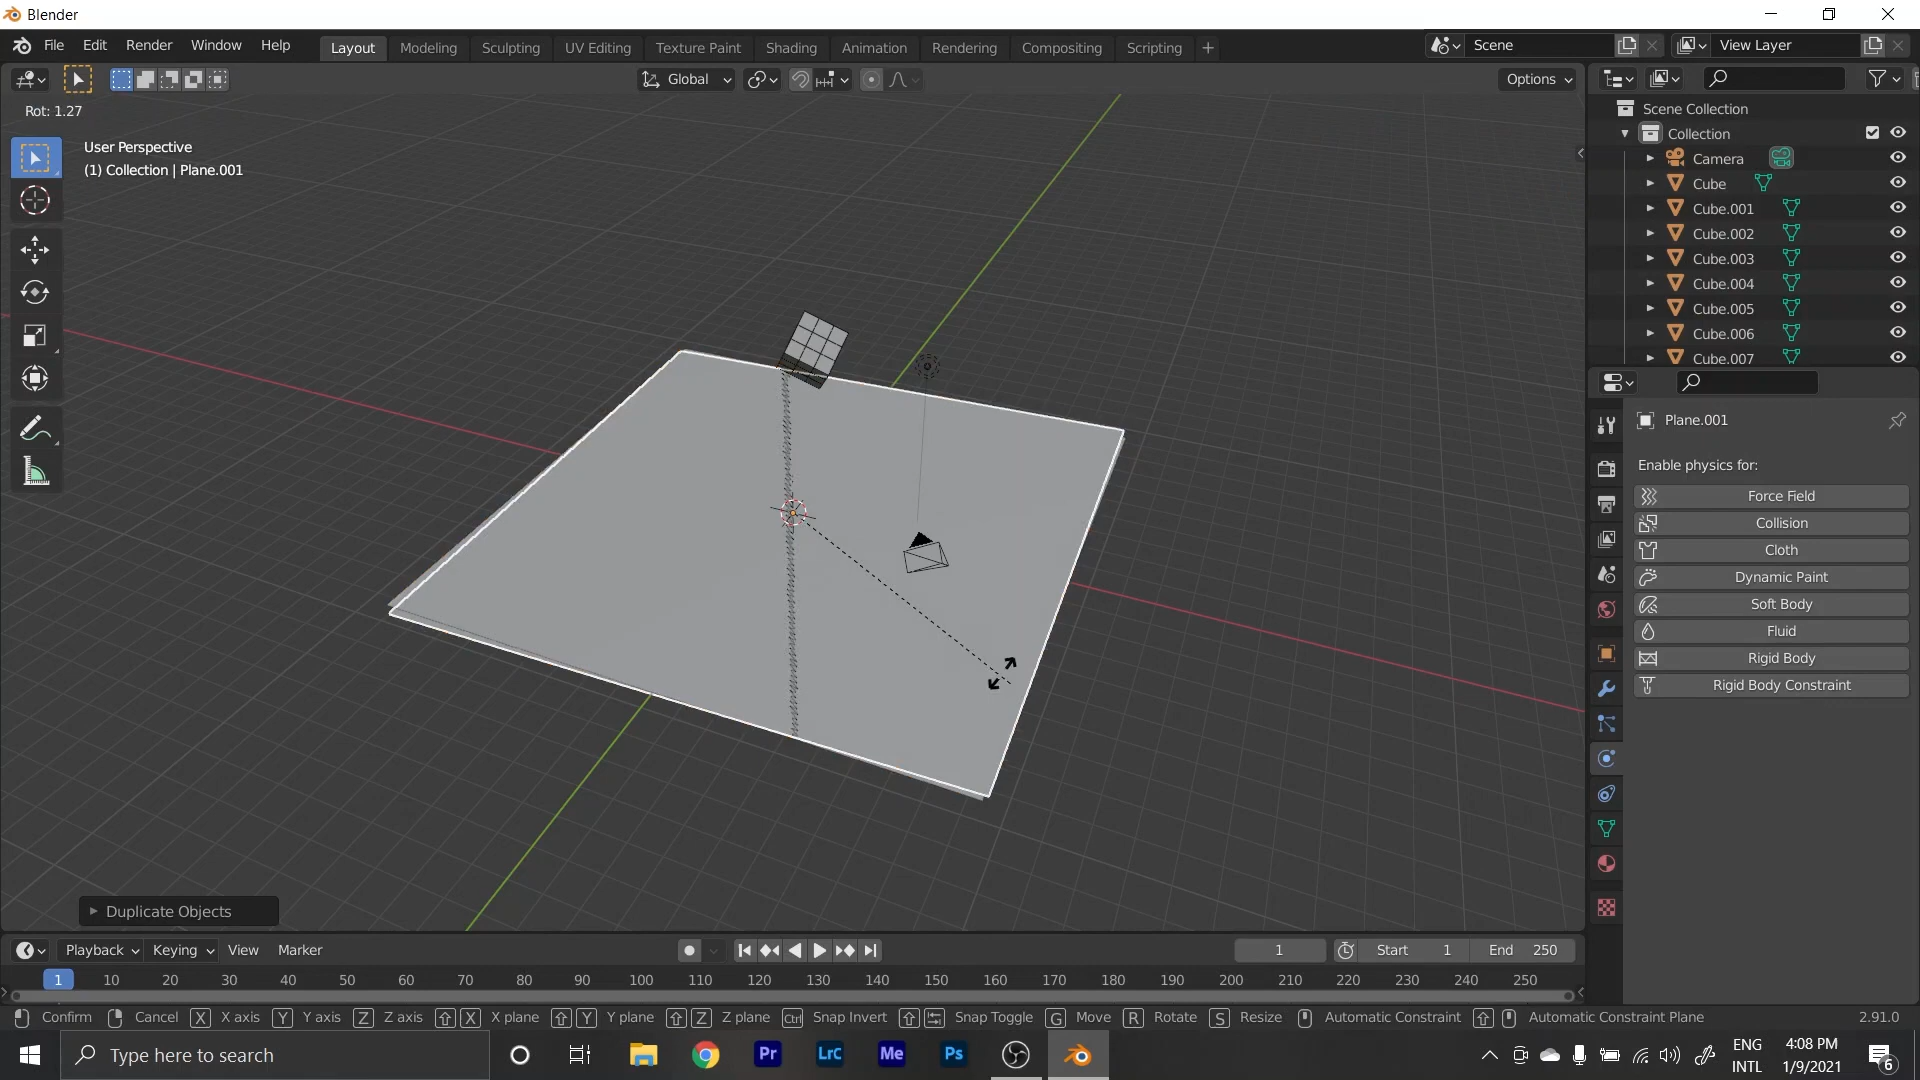 Blender
File Edit Render Window Help Layout Modeling Sculpting UV Editing Texture Paint Shading Animation Rendering Compositing Scripting + Scene View Layer
Global Options
Rot: 1.27
User Perspective
(1) Collection | Plane.001
Scene Collection
Collection
Camera
Cube
Cube.001
Cube.002
Cube.003
Cube.004
Cube.005
Cube.006
Cube.007
Plane.001
Enable physics for:
Force Field
Collision
Cloth
Dynamic Paint
Soft Body
Fluid
Rigid Body
Rigid Body Constraint
Duplicate Objects
Playback Keying View Marker 1 Start 1 End 250
1 10 20 30 40 50 60 70 80 90 100 110 120 130 140 150 160 170 180 190 200 210 220 230 240 250
Confirm Cancel X X axis Y Y axis Z Z axis X X plane Y Y plane Z Z plane Ctrl Snap Invert Snap Toggle G Move R Rotate S Resize Automatic Constraint Automatic Constraint Plane 2.91.0
Type here to search Pr LrC Me Ps ENG INTL 4:08 PM 1/9/2021 6